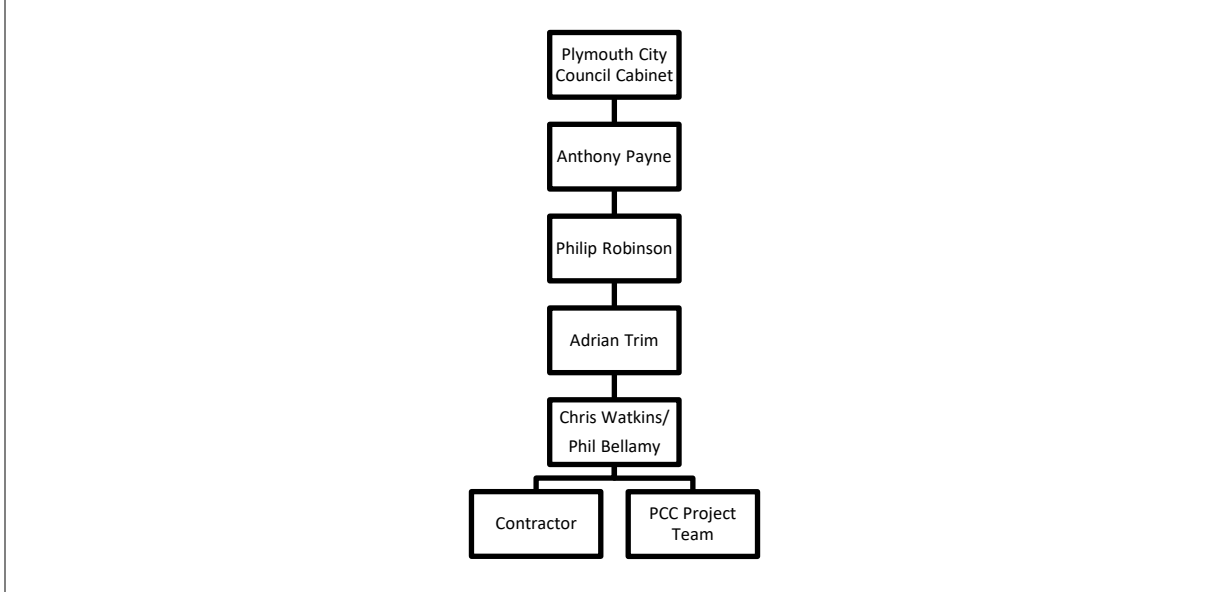 Plymouth City
Council Cabinet
Anthony Payne
Philip Robinson
Adrian Trim
Chris Watkins/
Phil Bellamy
Contractor
PCC Project
Team